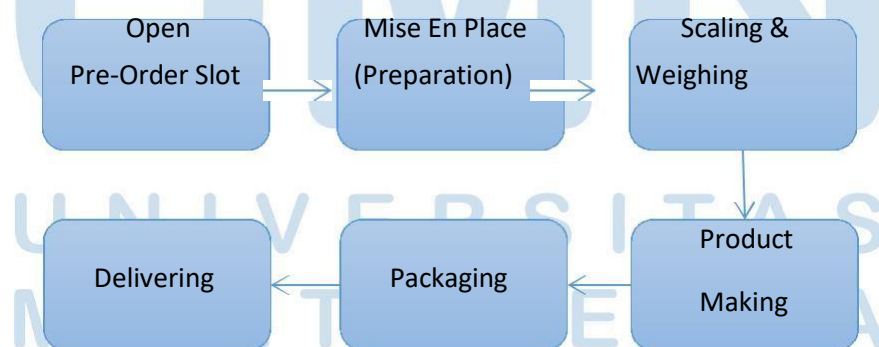 Open
Pre-Order Slot
Mise En Place
(Preparation)
Scaling &
Weighing
Product
Making
Packaging
Delivering
UNIVERSITAS